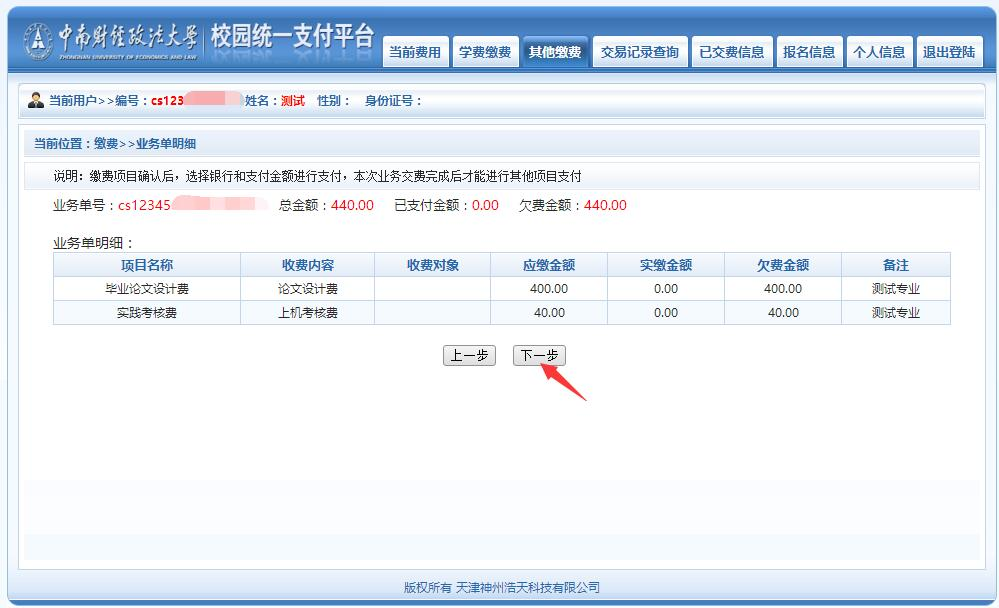 中南财经政法大学 校园统一支付平台
ZHONGNAN UNIVERSITY OF ECONOMICS AND LAW
当前费用 学费缴费 其他缴费 交易记录查询 已交费信息 报名信息 个人信息 退出登陆
当前用户>>编号：cs123 姓名：测试 性别： 身份证号：
当前位置：缴费>>业务单明细
说明：缴费项目确认后，选择银行和支付金额进行支付，本次业务交费完成后才能进行其他项目支付
业务单号：cs12345 总金额：440.00 已支付金额：0.00 欠费金额：440.00
业务单明细：
项目名称 收费内容 收费对象 应缴金额 实缴金额 欠费金额 备注
毕业论文设计费 论文设计费 400.00 0.00 400.00 测试专业
实践考核费 上机考核费 40.00 0.00 40.00 测试专业
上一步 下一步
版权所有 天津神州浩天科技有限公司